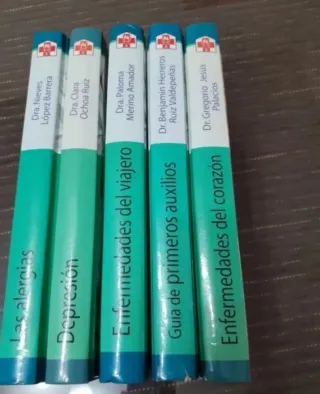 Dra. Nieves
López Barrera
Las alergias
Dra. Clara
Ochoa Ruiz
Depresión
Dra. Paloma
Merino Amador
Enfermedades del viajero
Dr. Benjamín Herreros
Ruiz Valdepeñas
Guía de primeros auxilios
Dr. Gregorio Jesús
Palacios
Enfermedades del corazón